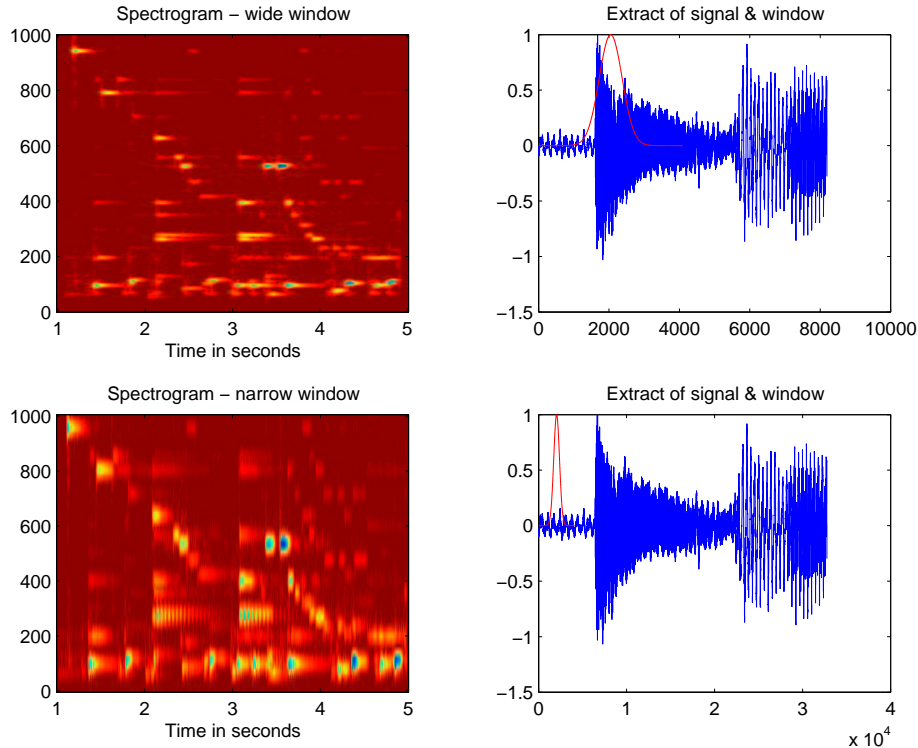 Spectrogram – wide window
1000
800
600
400
200
0
1 2 3 4 5
Time in seconds
Extract of signal & window
1
0.5
0
−0.5
−1
−1.5
0 2000 4000 6000 8000 10000
Spectrogram – narrow window
1000
800
600
400
200
0
1 2 3 4 5
Time in seconds
Extract of signal & window
1
0.5
0
−0.5
−1
−1.5
0 1 2 3 4
x 10⁴